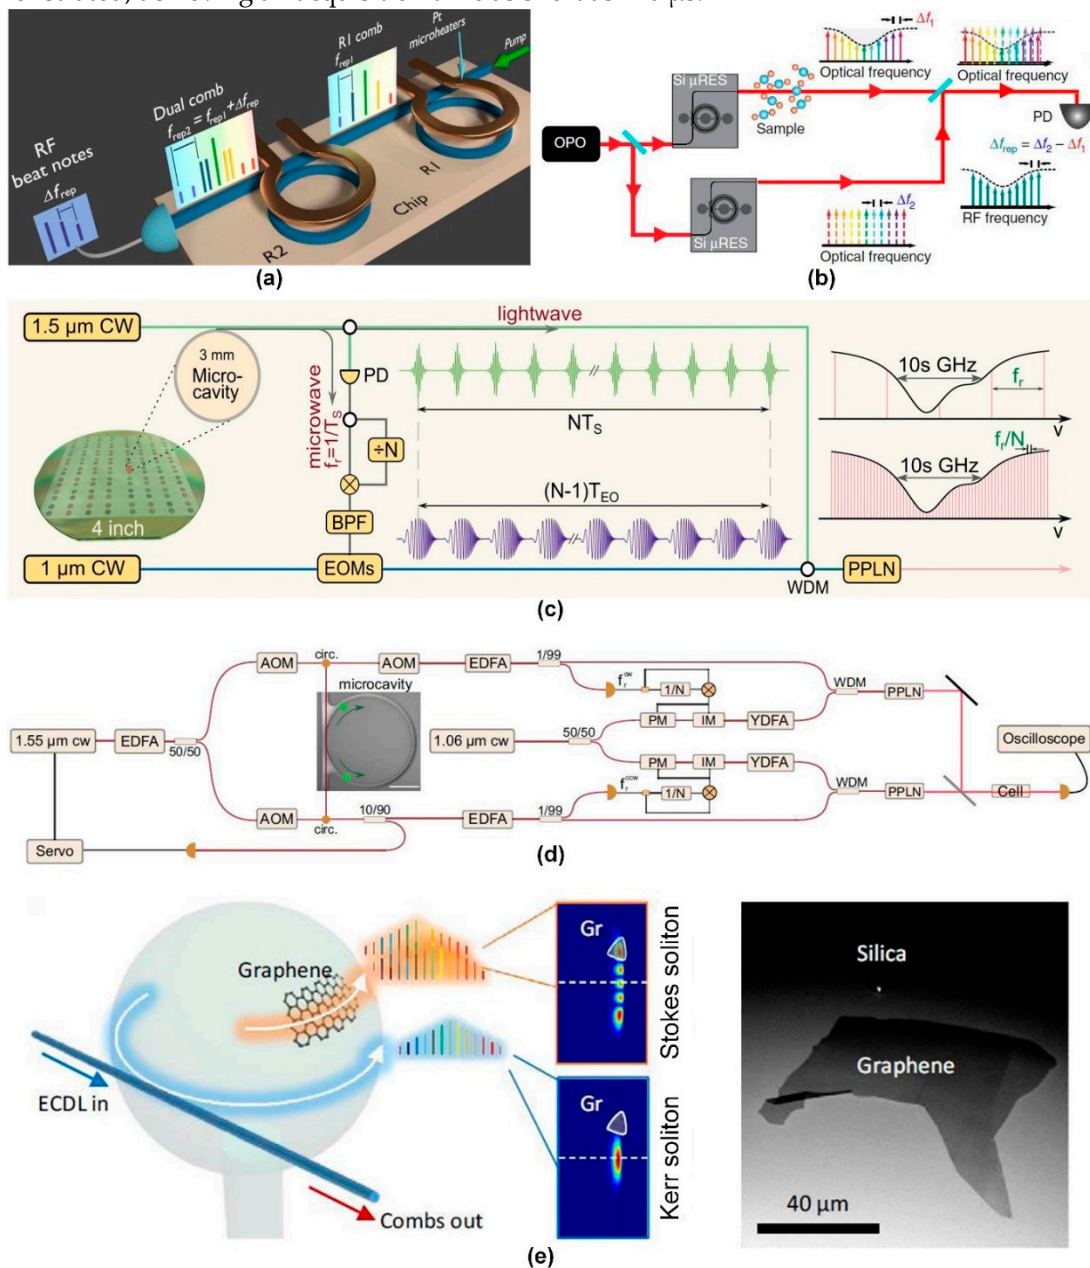 R1 comb
f_rep1
Pt
microheaters
Pump
Dual comb
f_rep2 = f_rep1 + Δf_rep
RF
beat notes
Δf_rep
R1
Chip
R2
(a)
Δf₁
Optical frequency
Optical frequency
Si μRES
Sample
PD
OPO
Δf_rep = Δf₂ - Δf₁
Δf₂
RF frequency
Si μRES
Optical frequency
(b)
1.5 μm CW
lightwave
3 mm
Micro-
cavity
PD
microwave
f_r=1/T_S
÷N
NT_S
(N-1)T_EO
BPF
4 inch
10s GHz
f_r
ν
f_r/N
10s GHz
ν
1 μm CW
EOMs
WDM
PPLN
(c)
AOM
circ.
AOM
EDFA
1/99
microcavity
f_r^cw
1/N
WDM
PPLN
PM
IM
YDFA
1.55 μm cw
EDFA
50/50
1.06 μm cw
50/50
Oscilloscope
PM
IM
YDFA
f_r^ccw
1/N
WDM
PPLN
Cell
AOM
circ.
10/90
EDFA
1/99
Servo
(d)
Graphene
Gr
Stokes soliton
ECDL in
Gr
Kerr soliton
Combs out
Silica
Graphene
40 μm
(e)